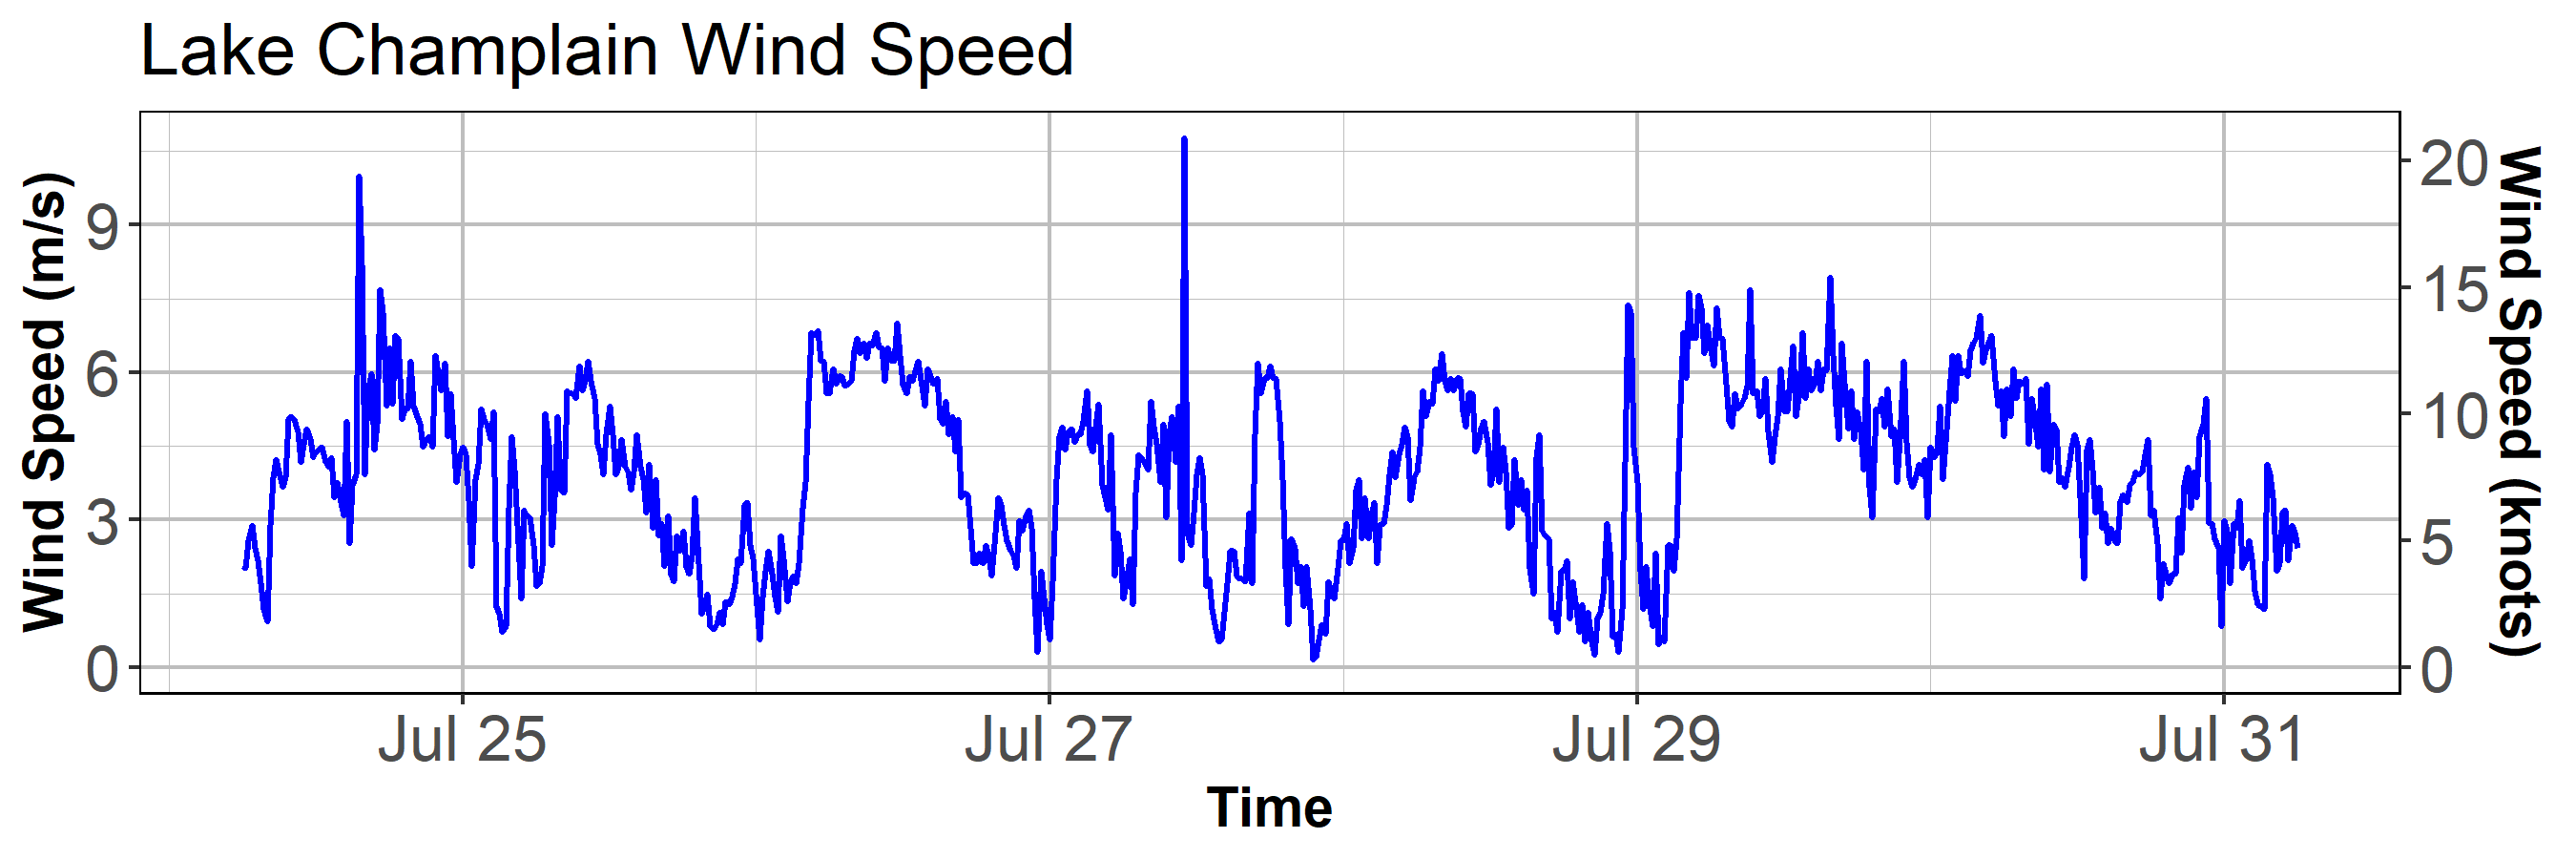 Lake Champlain Wind Speed
Wind Speed (m/s)
9
6
3
0
20
15
10
5
0
Wind Speed (knots)
Jul 25 Jul 27 Jul 29 Jul 31
Time